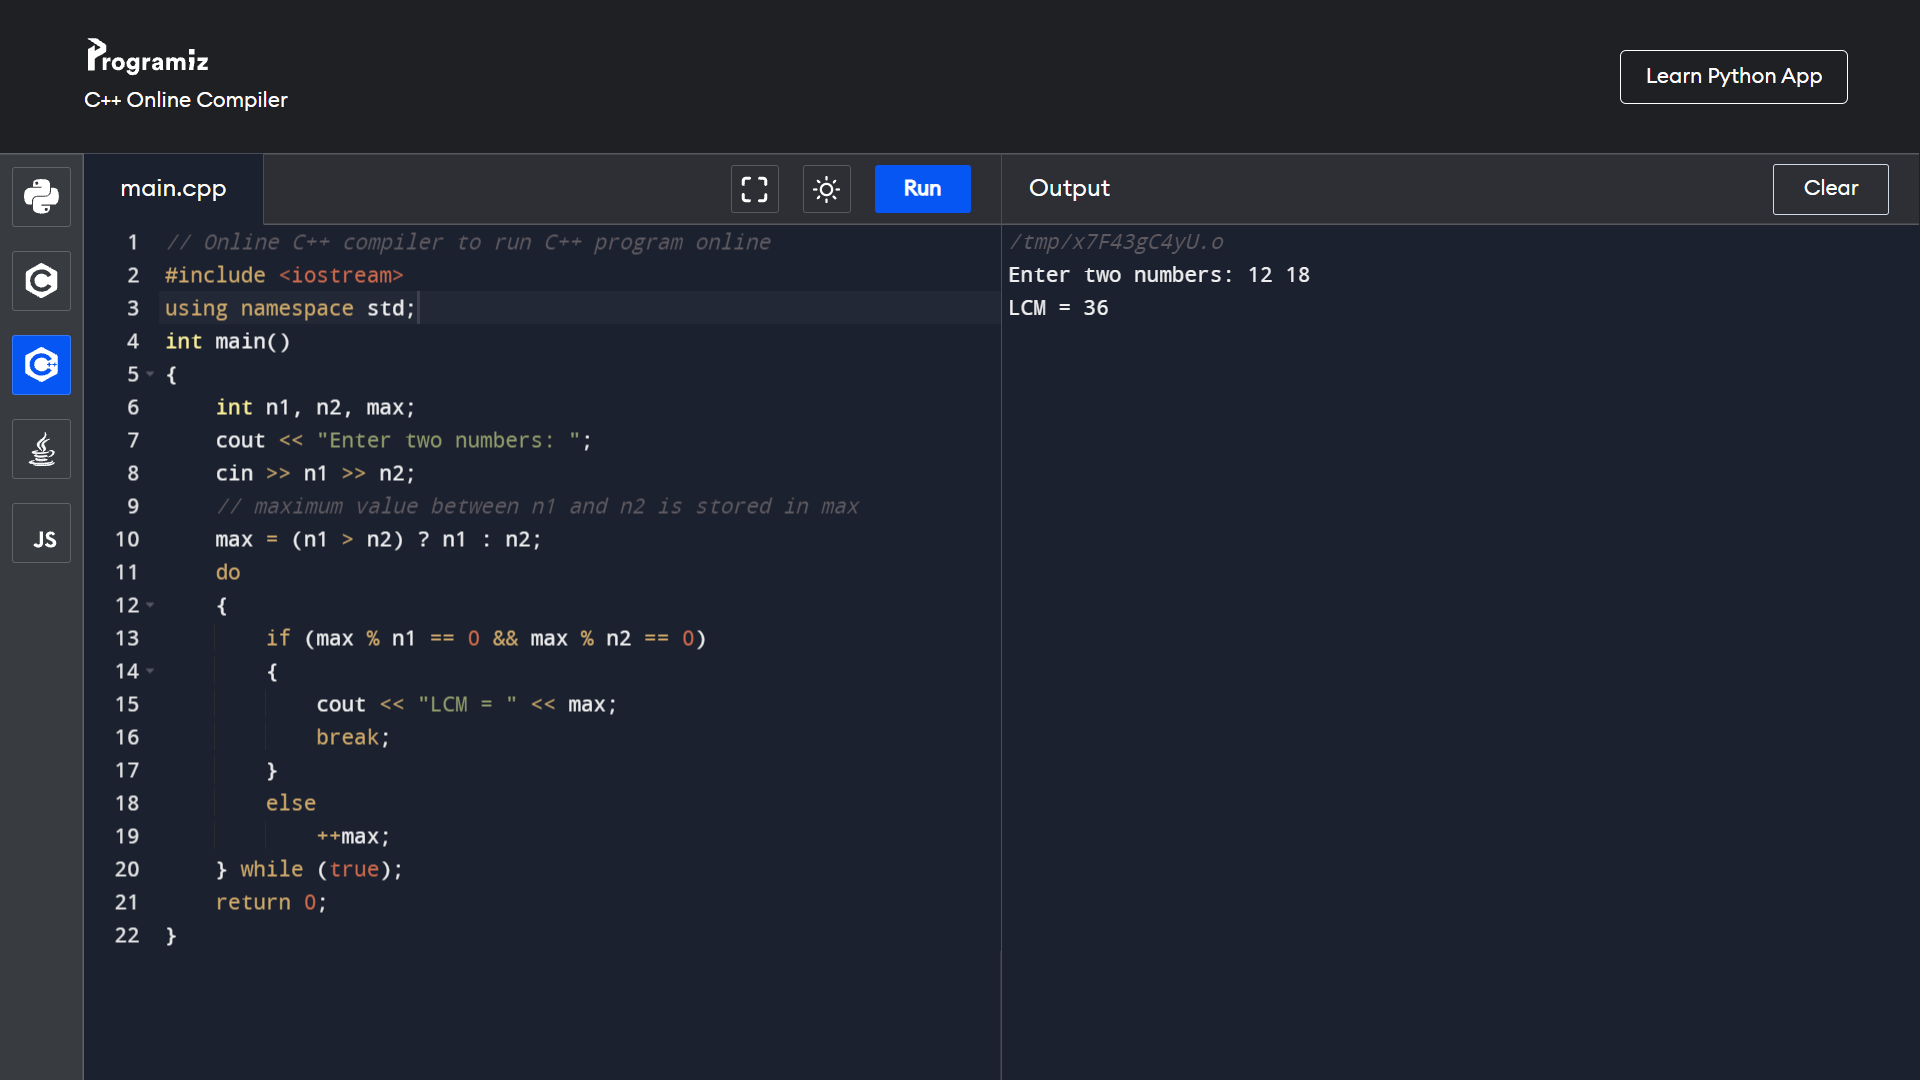 Programiz
C++ Online Compiler
Learn Python App
main.cpp
Run
Output
Clear
JS
1 // Online C++ compiler to run C++ program online
2 #include <iostream>
3 using namespace std;
4 int main()
5 {
6     int n1, n2, max;
7     cout << "Enter two numbers: ";
8     cin >> n1 >> n2;
9     // maximum value between n1 and n2 is stored in max
10     max = (n1 > n2) ? n1 : n2;
11     do
12     {
13         if (max % n1 == 0 && max % n2 == 0)
14         {
15             cout << "LCM = " << max;
16             break;
17         }
18         else
19             ++max;
20     } while (true);
21     return 0;
22 }
/tmp/x7F43gC4yU.o
Enter two numbers: 12 18
LCM = 36